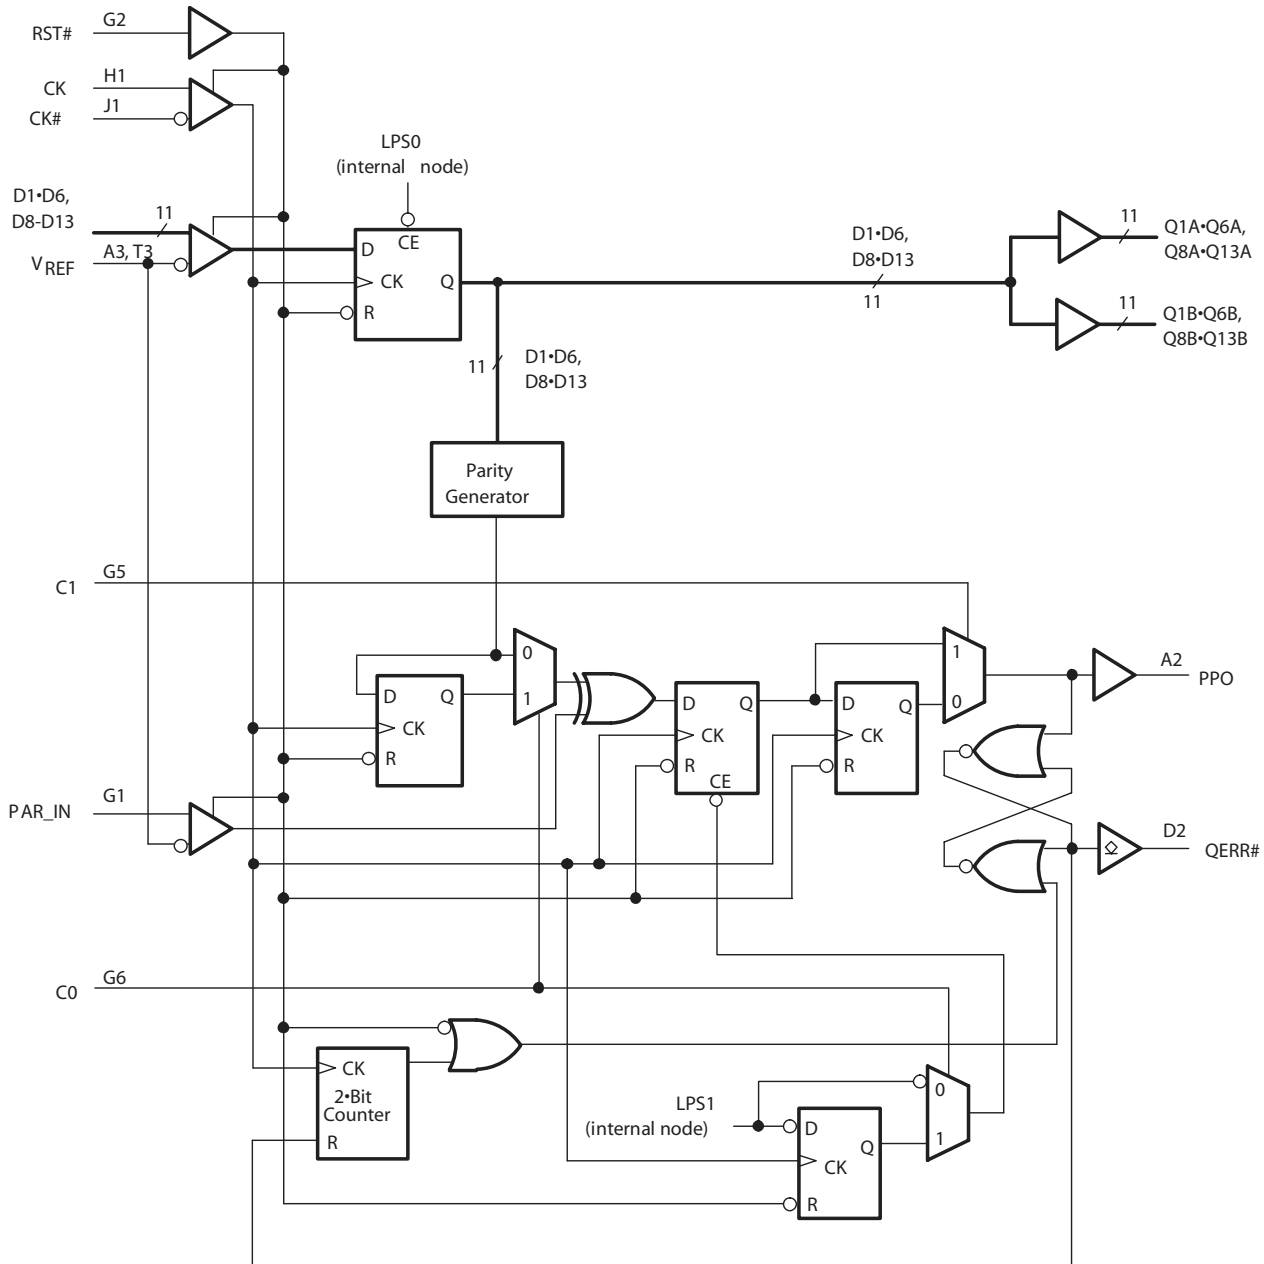 G2
RST#
H1
CK
J1
CK#
LPS0
(internal node)
D1•D6,
D8-D13
11
A3, T3
VREF
D
CE
CK
Q
R
D1•D6,
D8•D13
11
11
Q1A•Q6A,
Q8A•Q13A
11
Q1B•Q6B,
Q8B•Q13B
11
D1•D6,
D8•D13
Parity
Generator
G5
C1
0
1
D
Q
CK
R
D
Q
CK
R
CE
D
Q
CK
R
1
0
A2
PPO
G1
PAR_IN
D2
QERR#
G6
C0
CK
2•Bit
Counter
R
LPS1
(internal node)
D
Q
CK
R
0
1